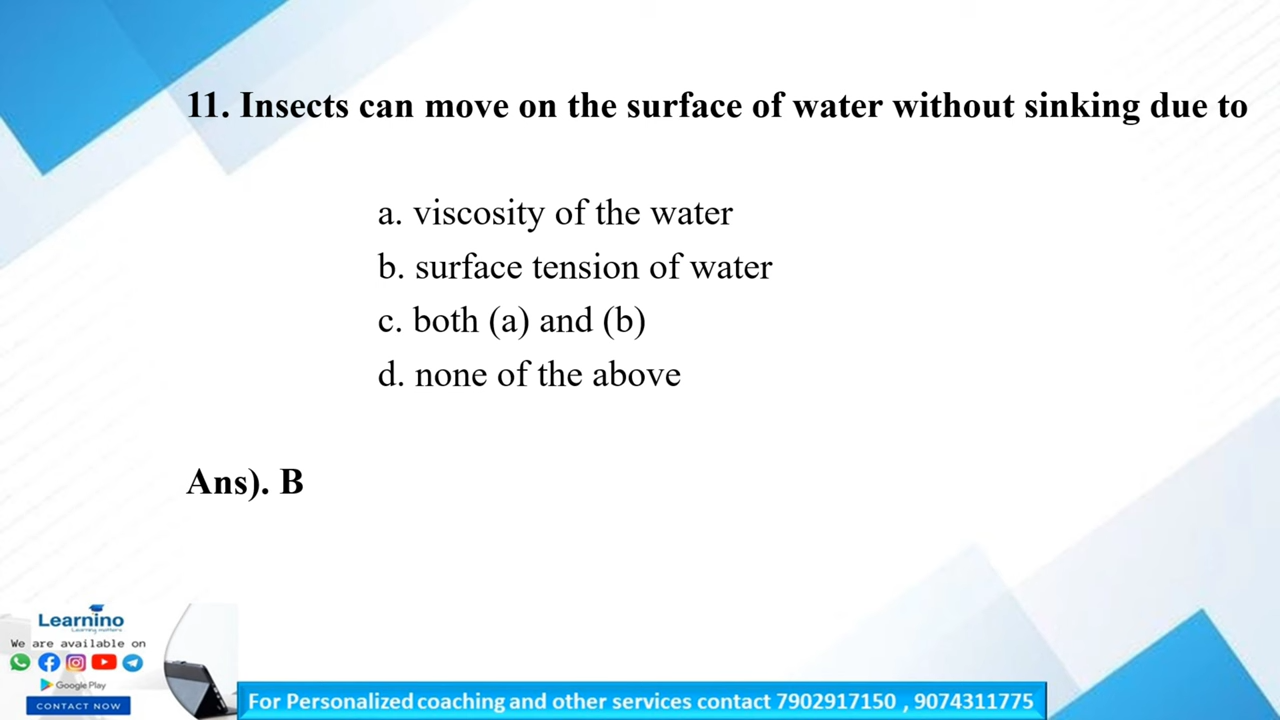 11. Insects can move on the surface of water without sinking due to
a. viscosity of the water
b. surface tension of water
c. both (a) and (b)
d. none of the above
Ans). B
Learnino
Learning matters
We are available on
Google Play
CONTACT NOW
For Personalized coaching and other services contact 7902917150 , 9074311775